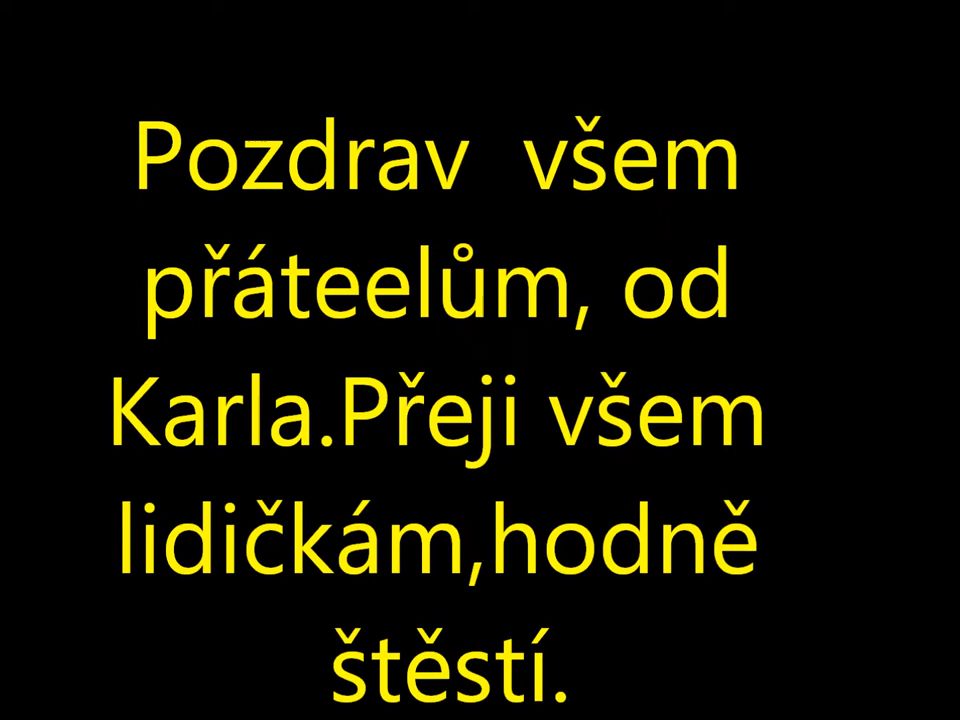 Pozdrav  všem
přáteelům, od
Karla.Přeji všem
lidičkám,hodně
štěstí.